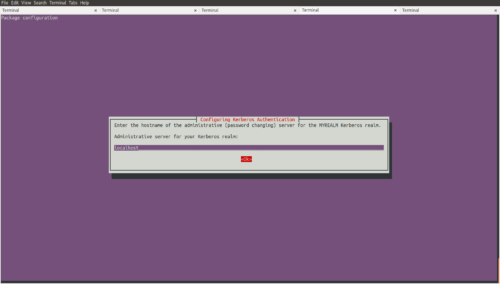 File Edit View Search Terminal Tabs Help
Terminal × Terminal × Terminal × Terminal × Terminal ×
Package configuration
Configuring Kerberos Authentication
Enter the hostname of the administrative (password changing) server for the MYREALM Kerberos realm.
Administrative server for your Kerberos realm:
localhost
<Ok>